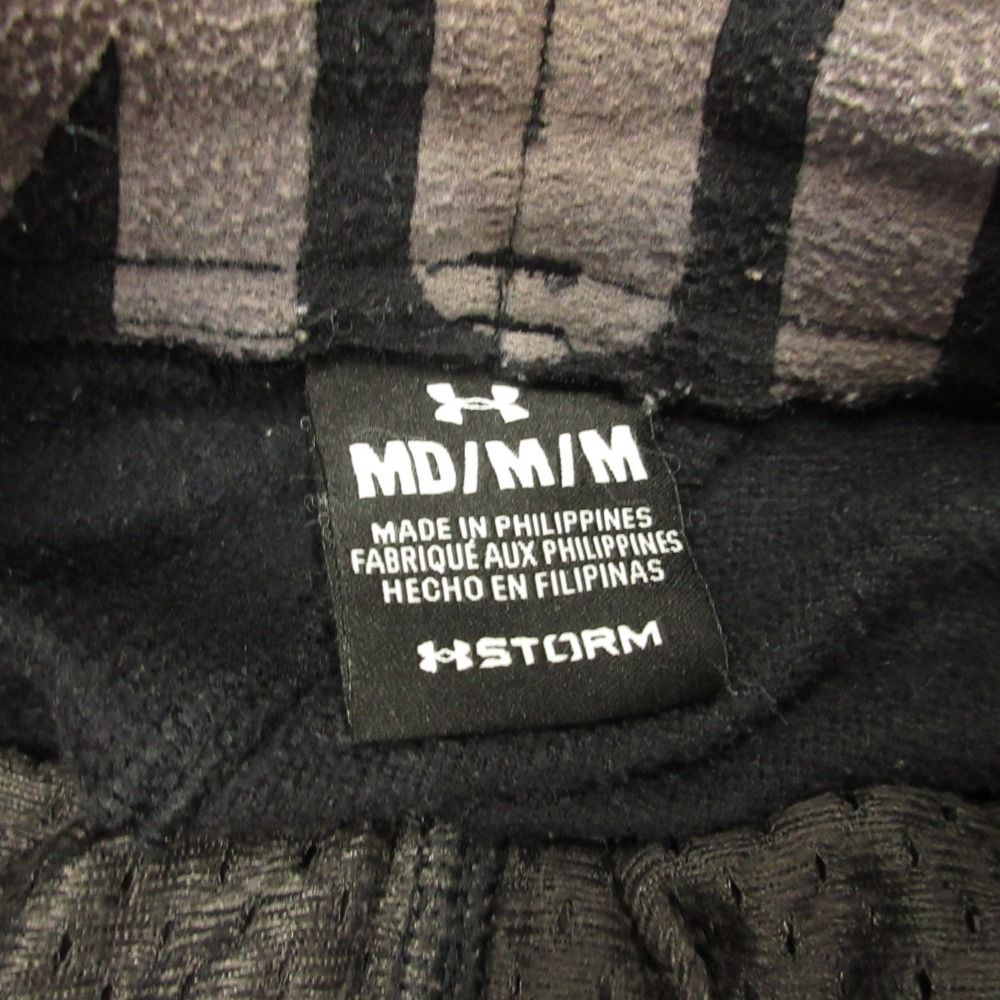 MD/M/M
MADE IN PHILIPPINES
FABRIQUÉ AUX PHILIPPINES
HECHO EN FILIPINAS
STORM